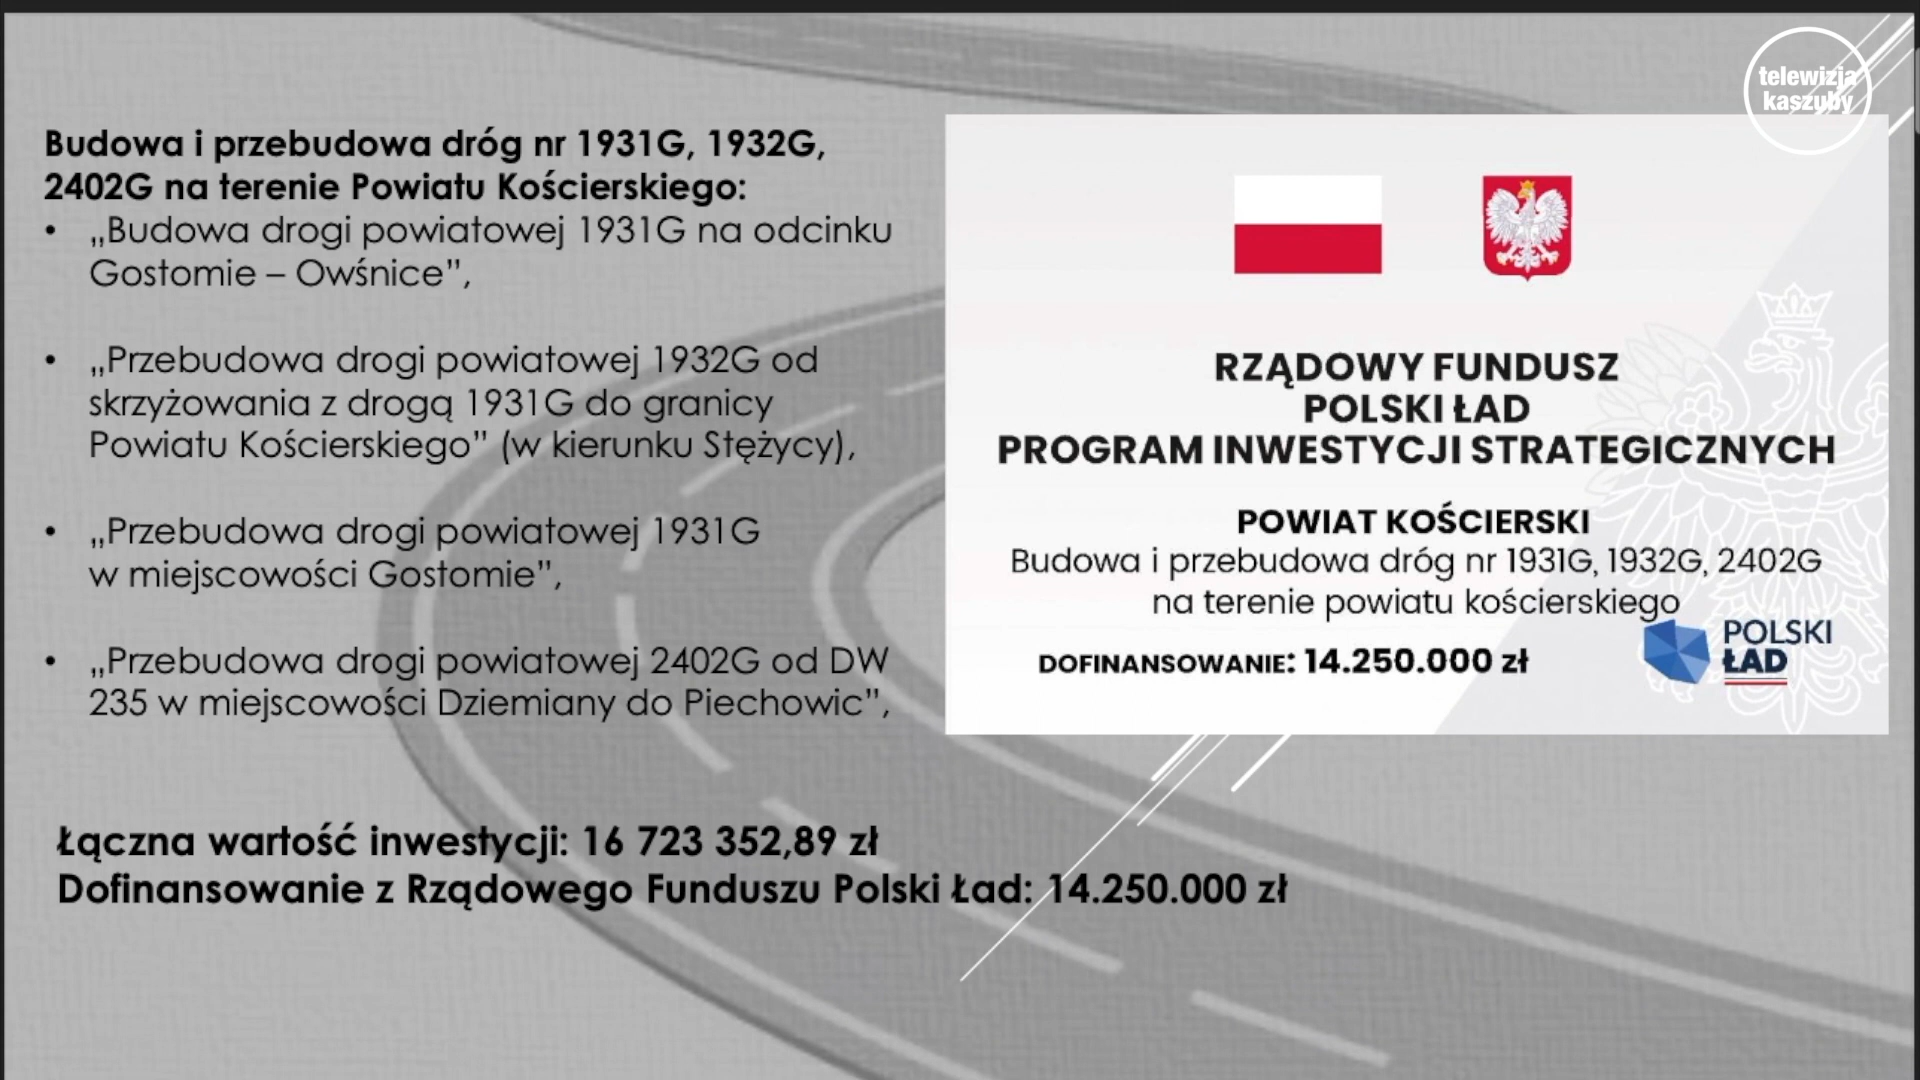 telewizja
kaszuby
Budowa i przebudowa dróg nr 1931G, 1932G,
2402G na terenie Powiatu Kościerskiego:
• „Budowa drogi powiatowej 1931G na odcinku
Gostomie – Owśnice”,
• „Przebudowa drogi powiatowej 1932G od
skrzyżowania z drogą 1931G do granicy
Powiatu Kościerskiego” (w kierunku Stężycy),
• „Przebudowa drogi powiatowej 1931G
w miejscowości Gostomie”,
• „Przebudowa drogi powiatowej 2402G od DW
235 w miejscowości Dziemiany do Piechowic”,
RZĄDOWY FUNDUSZ
POLSKI ŁAD
PROGRAM INWESTYCJI STRATEGICZNYCH
POWIAT KOŚCIERSKI
Budowa i przebudowa dróg nr 1931G, 1932G, 2402G
na terenie powiatu kościerskiego
DOFINANSOWANIE: 14.250.000 zł
POLSKI
ŁAD
Łączna wartość inwestycji: 16 723 352,89 zł
Dofinansowanie z Rządowego Funduszu Polski Ład: 14.250.000 zł